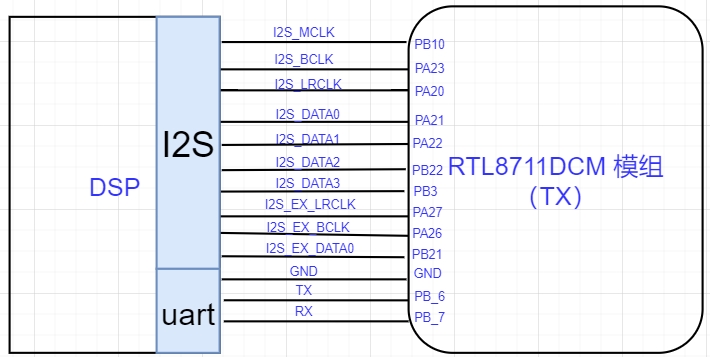 I2S_MCLK
PB10
I2S_BCLK
PA23
I2S_LRCLK
PA20
I2S_DATA0
PA21
I2S_DATA1
PA22
I2S
I2S_DATA2
PB22
RTL8711DCM 模组
DSP
I2S_DATA3
PB3
（TX）
I2S_EX_LRCLK
PA27
I2S_EX_BCLK
PA26
I2S_EX_DATA0
PB21
GND
GND
TX
PB_6
uart
RX
PB_7